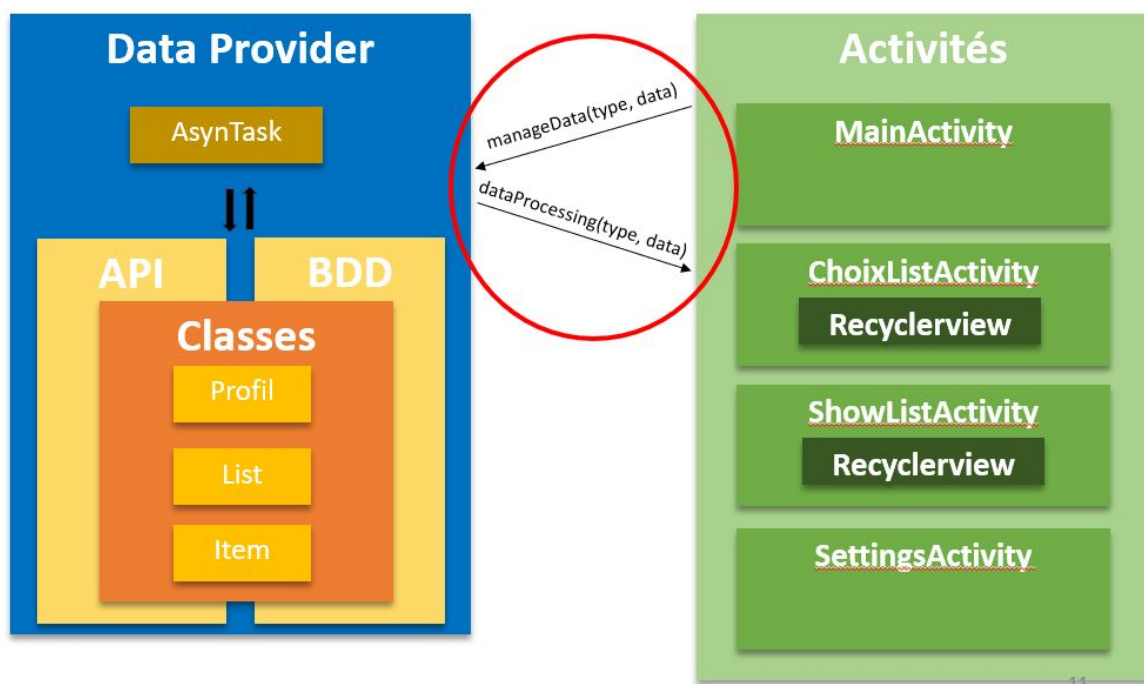 Data Provider
AsynTask
API
BDD
Classes
Profil
List
Item
manageData(type, data)
dataProcessing(type, data)
Activités
MainActivity
ChoixListActivity
Recyclerview
ShowListActivity
Recyclerview
SettingsActivity
11